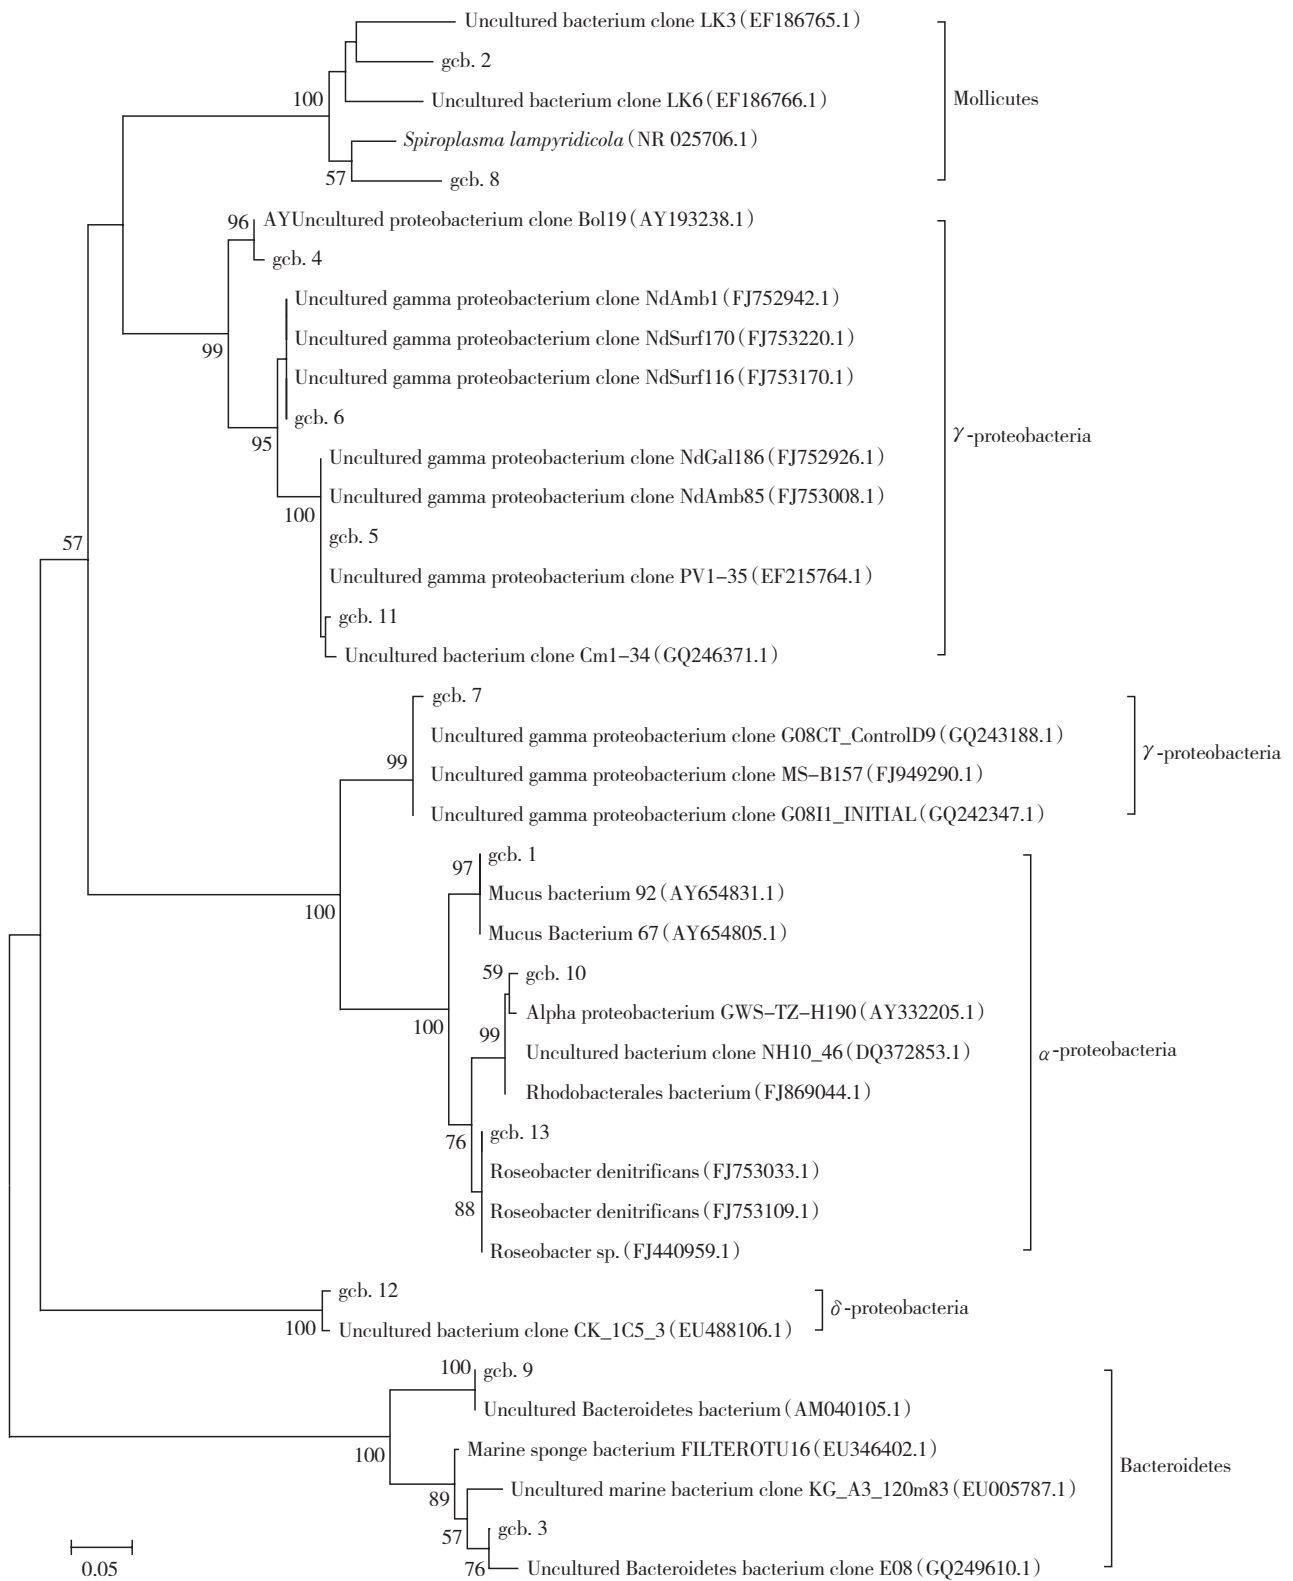 Uncultured bacterium clone LK3(EF186765.1)
gcb. 2
100
Uncultured bacterium clone LK6(EF186766.1)
Mollicutes
Spiroplasma lampyridicola(NR 025706.1)
57
gcb. 8
96
AYUncultured proteobacterium clone Bol19(AY193238.1)
gcb. 4
Uncultured gamma proteobacterium clone NdAmb1(FJ752942.1)
Uncultured gamma proteobacterium clone NdSurf170(FJ753220.1)
99
Uncultured gamma proteobacterium clone NdSurf116(FJ753170.1)
gcb. 6
95
γ-proteobacteria
Uncultured gamma proteobacterium clone NdGal186(FJ752926.1)
Uncultured gamma proteobacterium clone NdAmb85(FJ753008.1)
100
gcb. 5
57
Uncultured gamma proteobacterium clone PV1-35(EF215764.1)
gcb. 11
Uncultured bacterium clone Cm1-34(GQ246371.1)
gcb. 7
Uncultured gamma proteobacterium clone G08CT_ControlD9(GQ243188.1)
99
γ-proteobacteria
Uncultured gamma proteobacterium clone MS-B157(FJ949290.1)
Uncultured gamma proteobacterium clone G08I1_INITIAL(GQ242347.1)
97
gcb. 1
Mucus bacterium 92(AY654831.1)
100
Mucus Bacterium 67(AY654805.1)
59
gcb. 10
Alpha proteobacterium GWS-TZ-H190(AY332205.1)
100
99
Uncultured bacterium clone NH10_46(DQ372853.1)
α-proteobacteria
Rhodobacterales bacterium(FJ869044.1)
gcb. 13
76
Roseobacter denitrificans(FJ753033.1)
88
Roseobacter denitrificans(FJ753109.1)
Roseobacter sp.(FJ440959.1)
gcb. 12
δ-proteobacteria
100
Uncultured bacterium clone CK_1C5_3(EU488106.1)
100
gcb. 9
Uncultured Bacteroidetes bacterium(AM040105.1)
100
Marine sponge bacterium FILTEROTU16(EU346402.1)
Bacteroidetes
89
Uncultured marine bacterium clone KG_A3_120m83(EU005787.1)
57
gcb. 3
76
Uncultured Bacteroidetes bacterium clone E08(GQ249610.1)
0.05